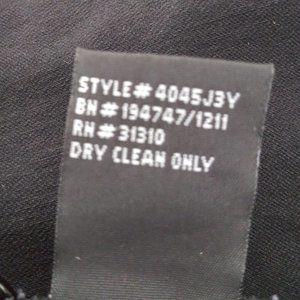 STYLE# 4045J3Y
BN# 194747/1211
RN# 31310
DRY CLEAN ONLY